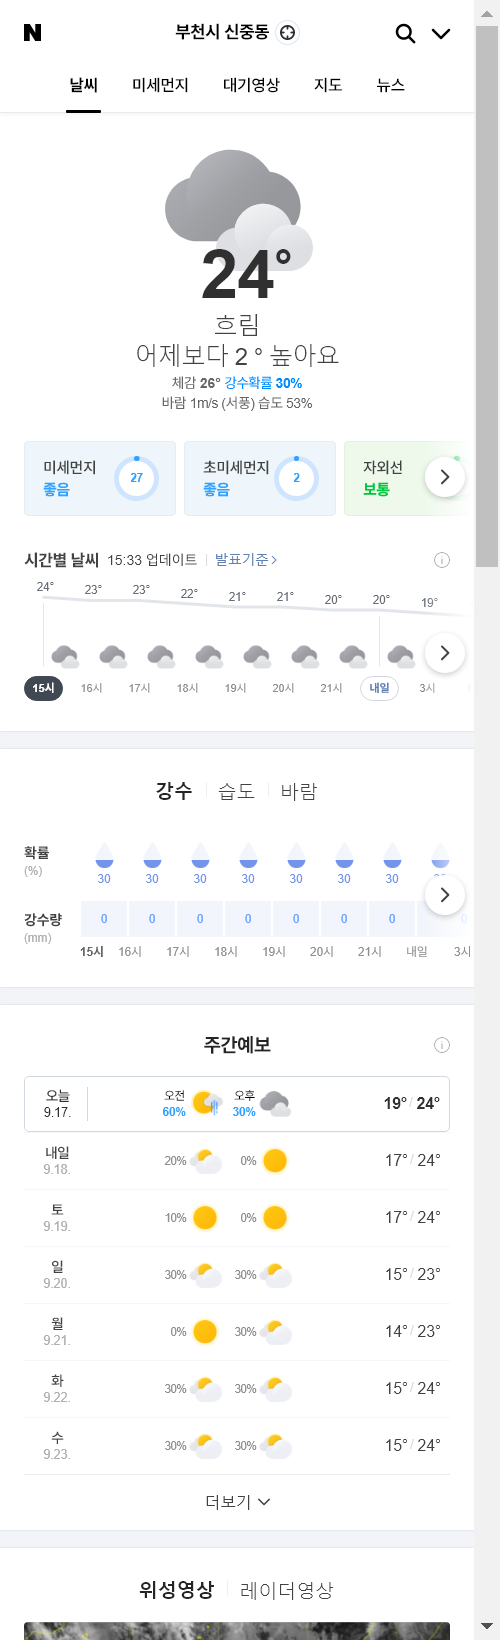 N 부천시 신중동
날씨 미세먼지 대기영상 지도 뉴스
24°
흐림
어제보다 2 ° 높아요
체감 26° 강수확률 30%
바람 1m/s (서풍) 습도 53%
미세먼지 좋음 27
초미세먼지 좋음 2
자외선 보통
시간별 날씨 15:33 업데이트 발표기준
24° 23° 23° 22° 21° 21° 20° 20° 19°
15시 16시 17시 18시 19시 20시 21시 내일 3시
강수 습도 바람
확률 (%)
30 30 30 30 30 30 30 30
강수량 (mm)
0 0 0 0 0 0 0 0
15시 16시 17시 18시 19시 20시 21시 내일 3시
주간예보
오늘 9.17. 오전 60% 오후 30% 19° / 24°
내일 9.18. 20% 0% 17° / 24°
토 9.19. 10% 0% 17° / 24°
일 9.20. 30% 30% 15° / 23°
월 9.21. 0% 30% 14° / 23°
화 9.22. 30% 30% 15° / 24°
수 9.23. 30% 30% 15° / 24°
더보기
위성영상 레이더영상